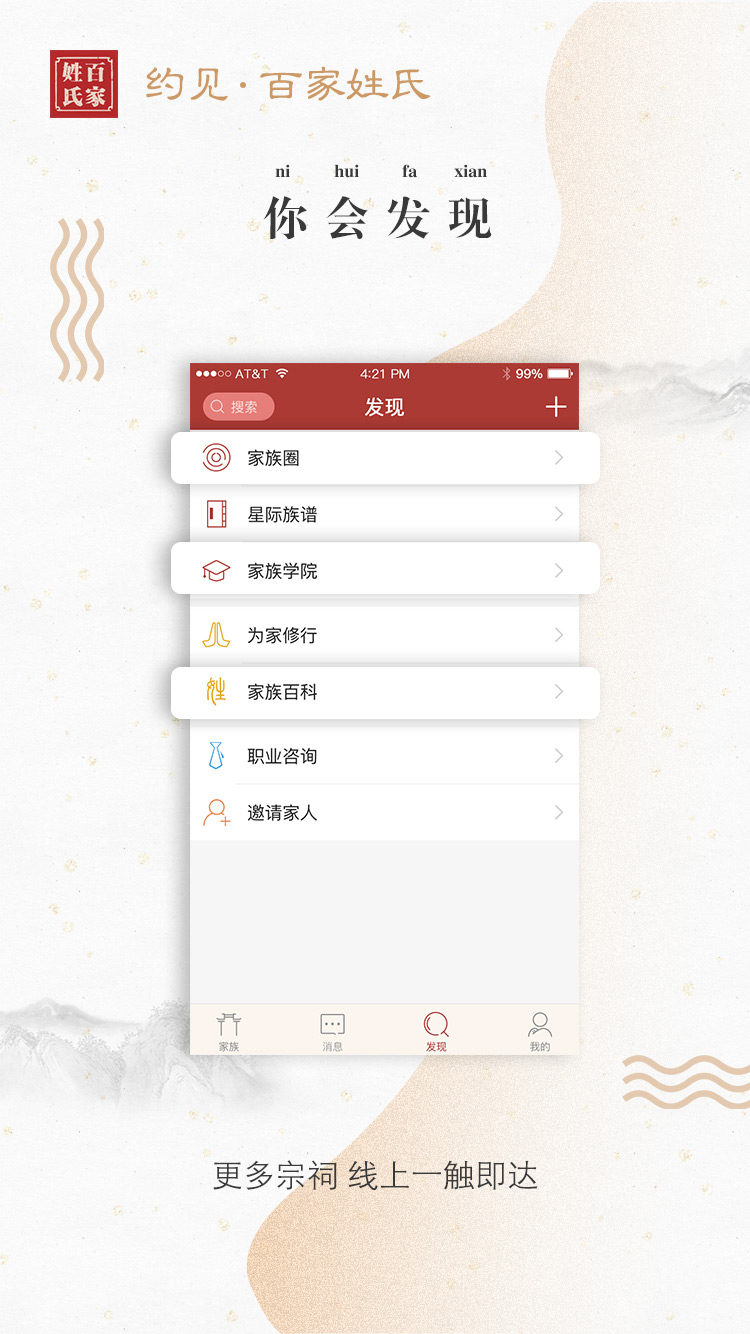 百家
姓氏
约见·百家姓氏
ni hui fa xian
你会发现
AT&T 4:21 PM 99%
搜索 发现
家族圈
星际族谱
家族学院
为家修行
姓 家族百科
职业咨询
邀请家人
家族 消息 发现 我的
更多宗祠 线上一触即达